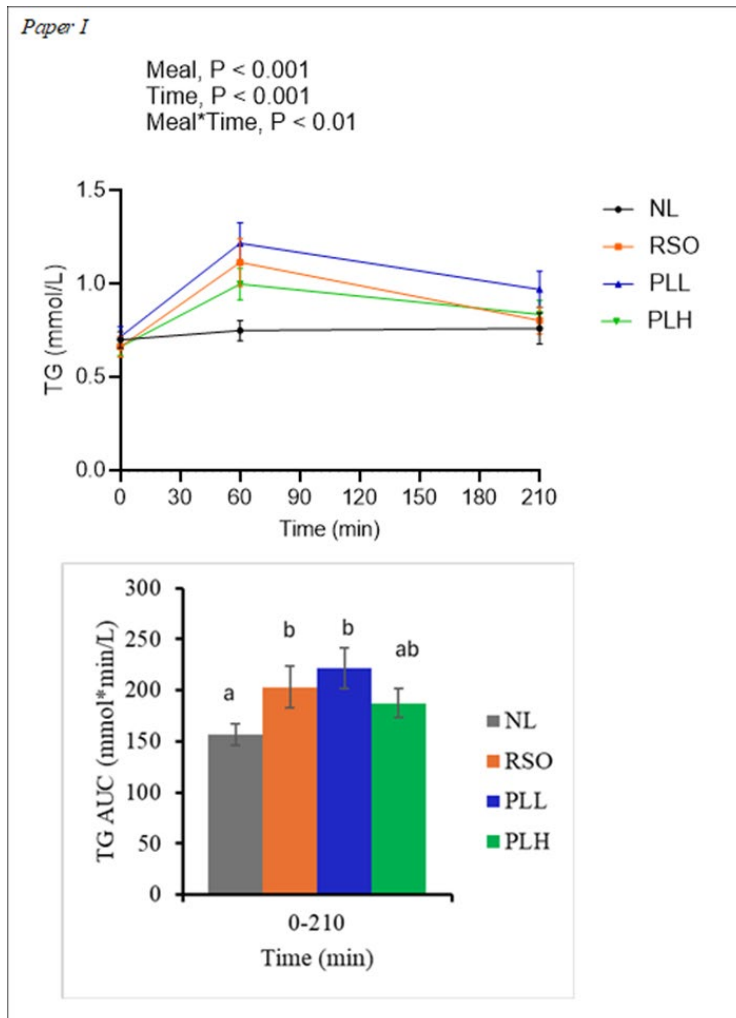 Paper I
Meal, P < 0.001
Time, P < 0.001
Meal*Time, P < 0.01
TG (mmol/L)
1.5
1.0
0.5
0.0
0 30 60 90 120 150 180 210
Time (min)
NL
RSO
PLL
PLH
TG AUC (mmol*min/L)
300
250
200
150
100
50
0
a
b
b
ab
0-210
Time (min)
NL
RSO
PLL
PLH